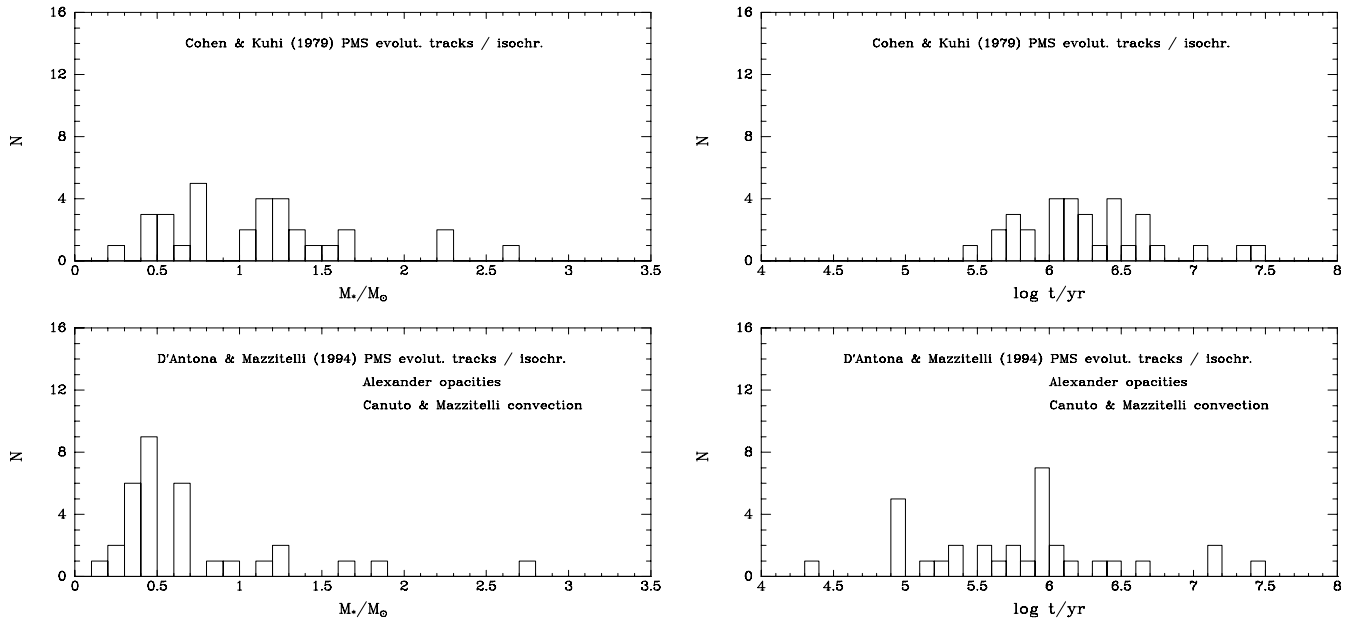 16
12
8
4
0
N
Cohen & Kuhi (1979) PMS evolut. tracks / isochr.
0 0.5 1 1.5 2 2.5 3 3.5
M*/M☉
16
12
8
4
0
N
Cohen & Kuhi (1979) PMS evolut. tracks / isochr.
4 4.5 5 5.5 6 6.5 7 7.5 8
log t/yr
16
12
8
4
0
N
D'Antona & Mazzitelli (1994) PMS evolut. tracks / isochr.
Alexander opacities
Canuto & Mazzitelli convection
0 0.5 1 1.5 2 2.5 3 3.5
M*/M☉
16
12
8
4
0
N
D'Antona & Mazzitelli (1994) PMS evolut. tracks / isochr.
Alexander opacities
Canuto & Mazzitelli convection
4 4.5 5 5.5 6 6.5 7 7.5 8
log t/yr